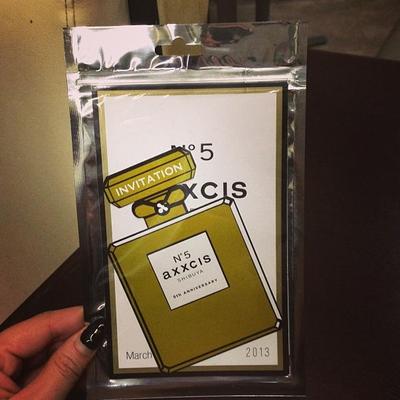 N°5
INVITATION
axxcis
N°5
axxcis
SHIBUYA
5TH ANNIVERSARY
March
2013